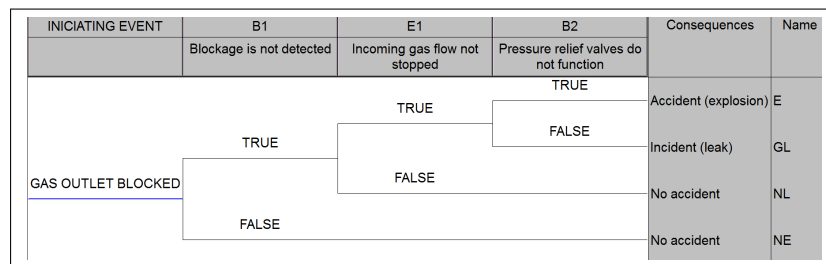 INICIATING EVENT B1 E1 B2 Consequences Name
Blockage is not detected Incoming gas flow not stopped Pressure relief valves do not function
TRUE
TRUE
Accident (explosion) E
TRUE
FALSE
Incident (leak) GL
GAS OUTLET BLOCKED
FALSE
No accident NL
FALSE
No accident NE